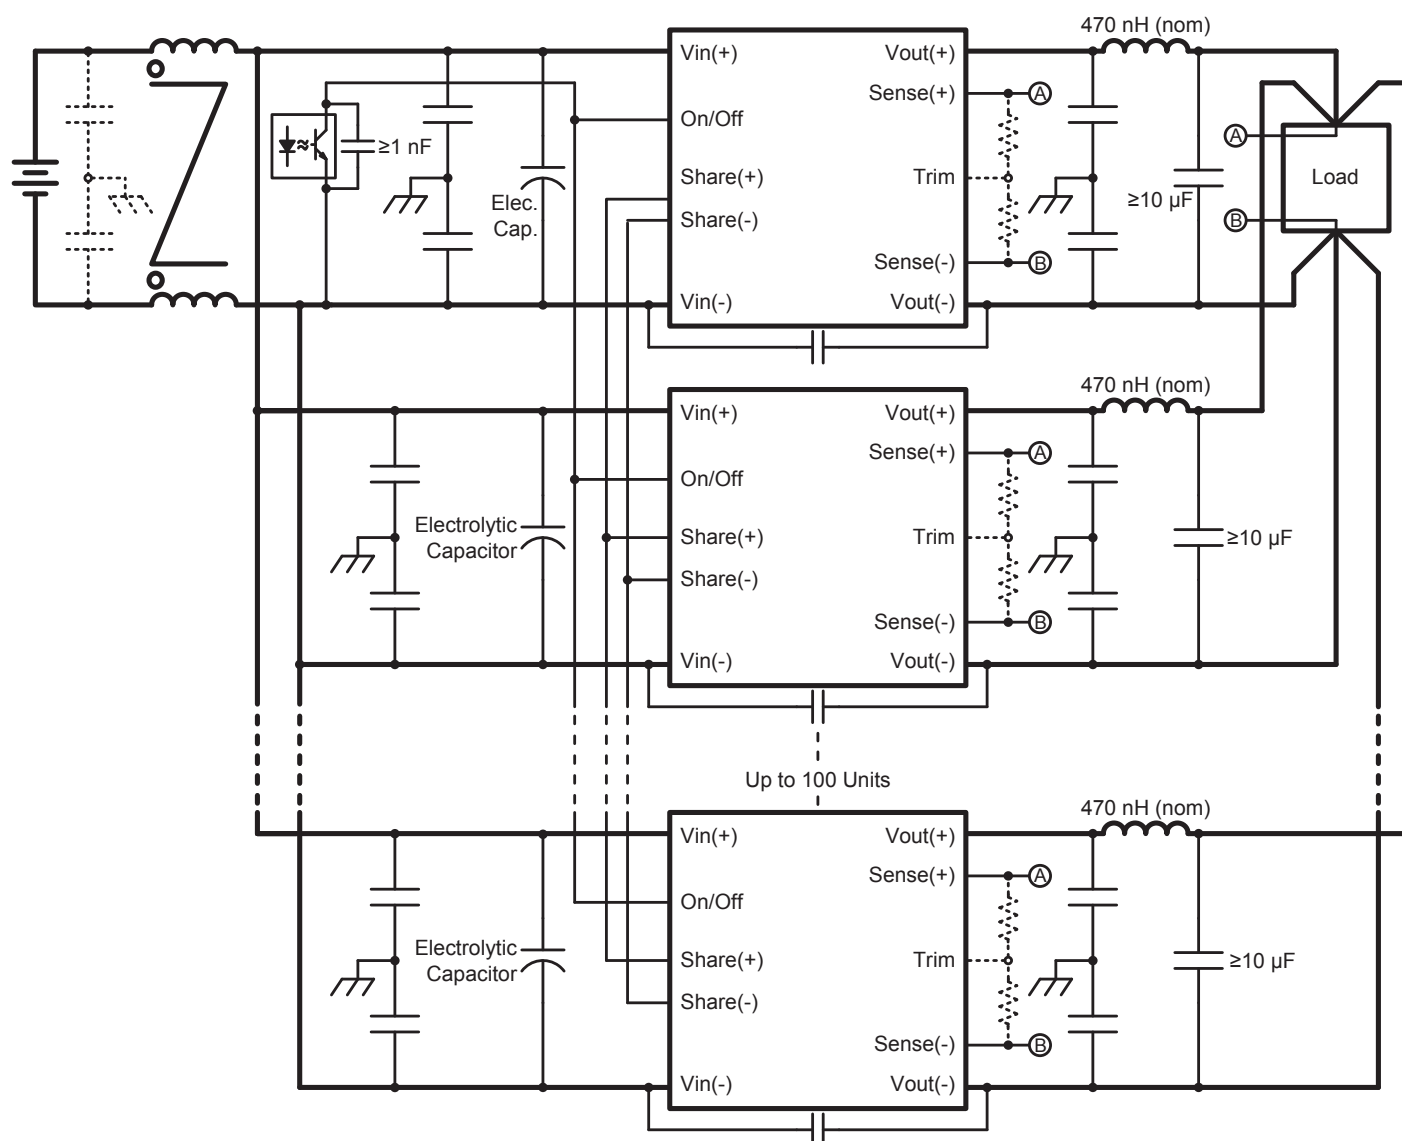 470 nH (nom)
Vin(+)
Vout(+)
Sense(+)
A
On/Off
≥1 nF
A
Share(+)
Trim
Load
Elec.
Cap.
≥10 µF
Share(-)
B
Sense(-)
B
Vin(-)
Vout(-)
470 nH (nom)
Vin(+)
Vout(+)
Sense(+)
A
On/Off
Electrolytic
Capacitor
Share(+)
Trim
≥10 µF
Share(-)
Sense(-)
B
Vin(-)
Vout(-)
Up to 100 Units
470 nH (nom)
Vin(+)
Vout(+)
Sense(+)
A
On/Off
Electrolytic
Capacitor
Share(+)
Trim
≥10 µF
Share(-)
Sense(-)
B
Vin(-)
Vout(-)